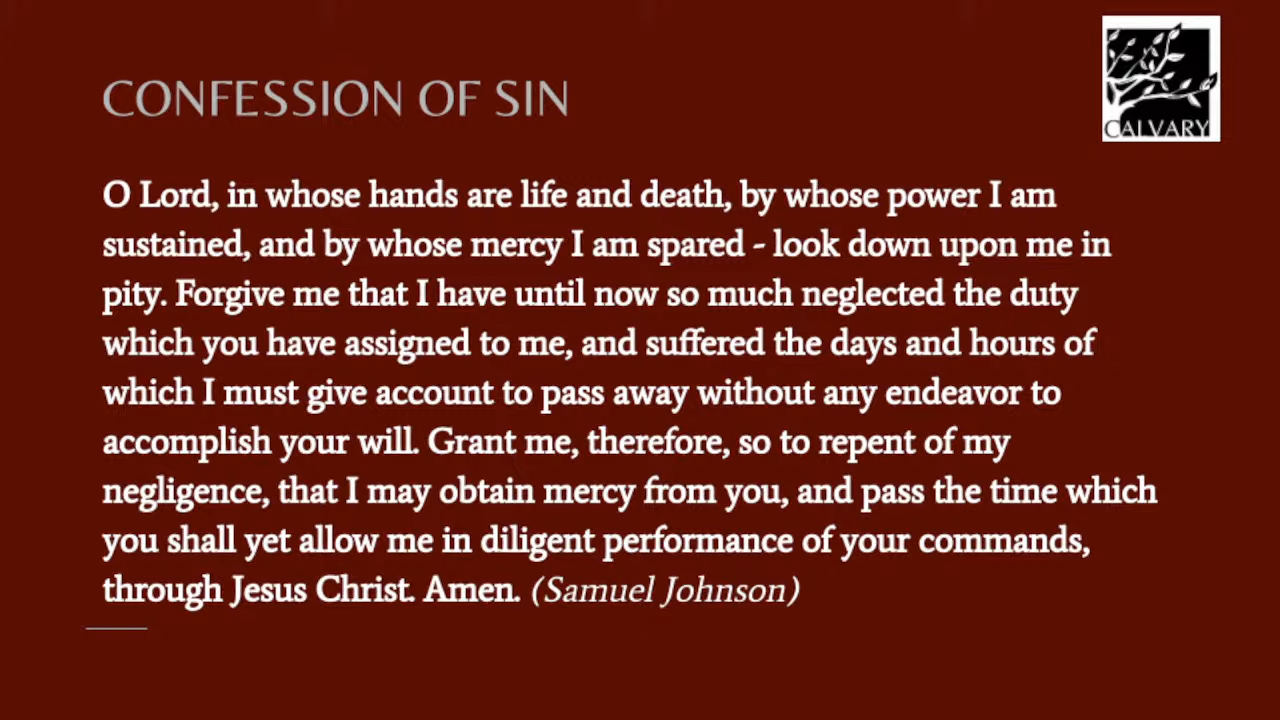 CONFESSION OF SIN
CALVARY
O Lord, in whose hands are life and death, by whose power I am
sustained, and by whose mercy I am spared - look down upon me in
pity. Forgive me that I have until now so much neglected the duty
which you have assigned to me, and suffered the days and hours of
which I must give account to pass away without any endeavor to
accomplish your will. Grant me, therefore, so to repent of my
negligence, that I may obtain mercy from you, and pass the time which
you shall yet allow me in diligent performance of your commands,
through Jesus Christ. Amen. (Samuel Johnson)